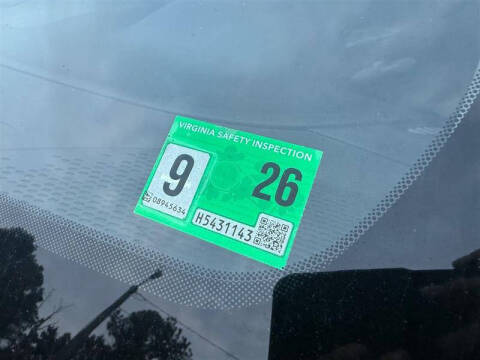 VIRGINIA SAFETY INSPECTION
9
26
08945634
H5431143